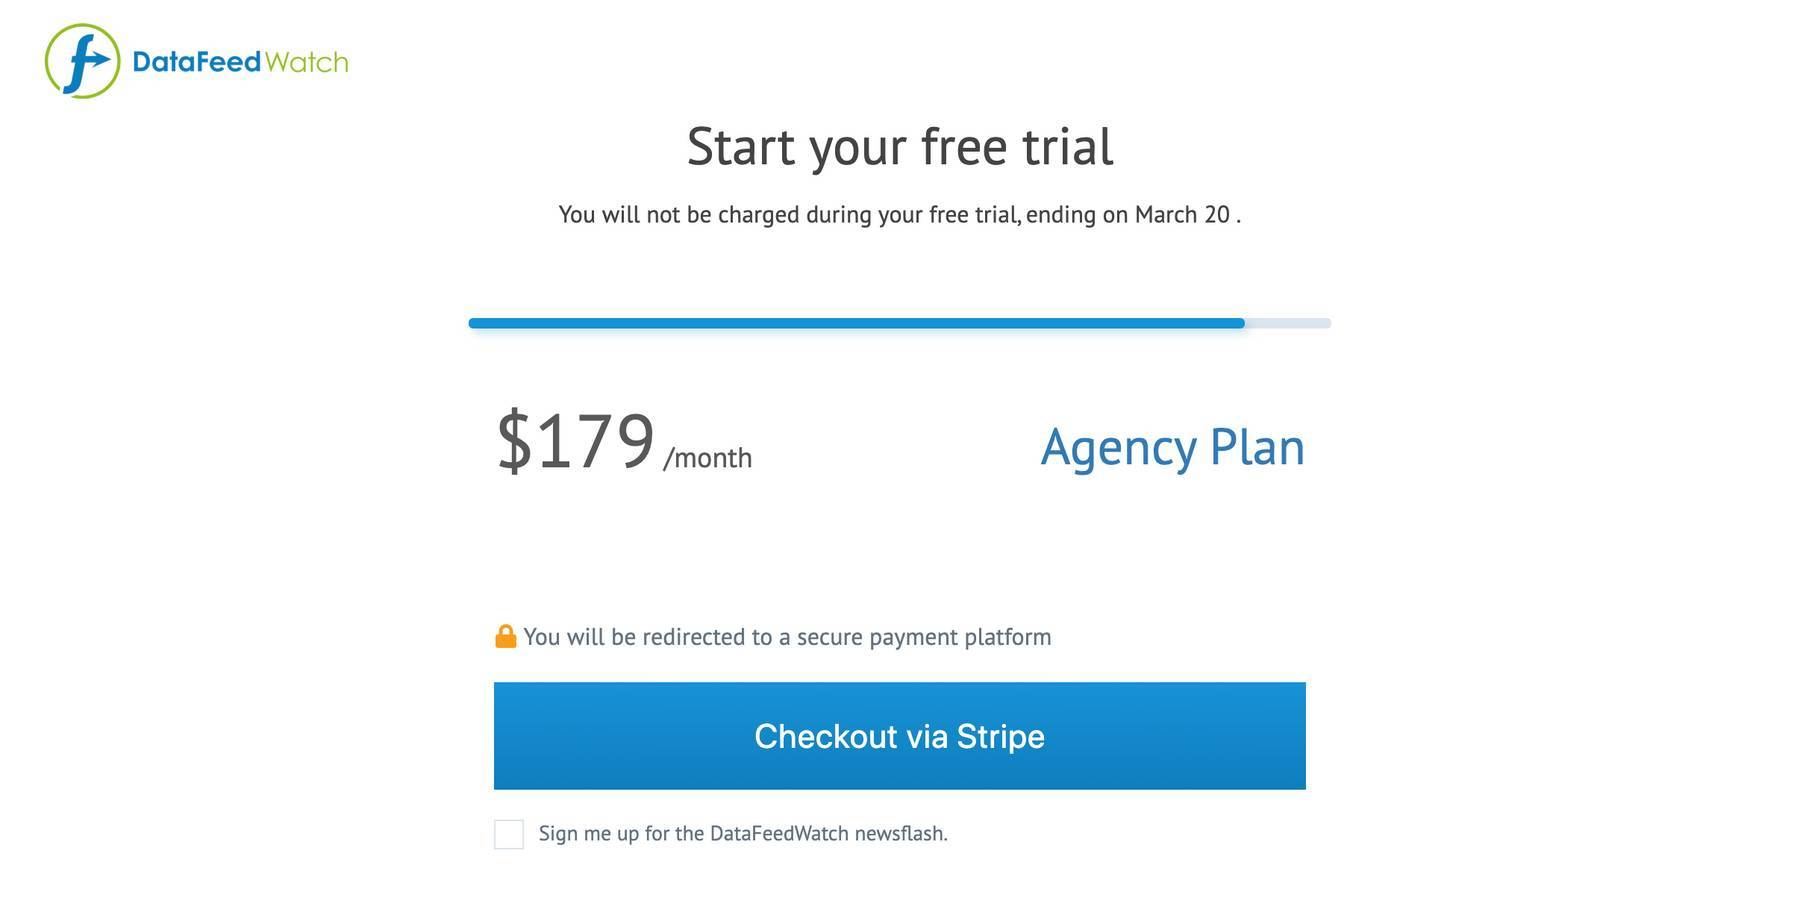 DataFeedWatch
Start your free trial
You will not be charged during your free trial, ending on March 20 .
$179 /month
Agency Plan
You will be redirected to a secure payment platform
Checkout via Stripe
Sign me up for the DataFeedWatch newsflash.